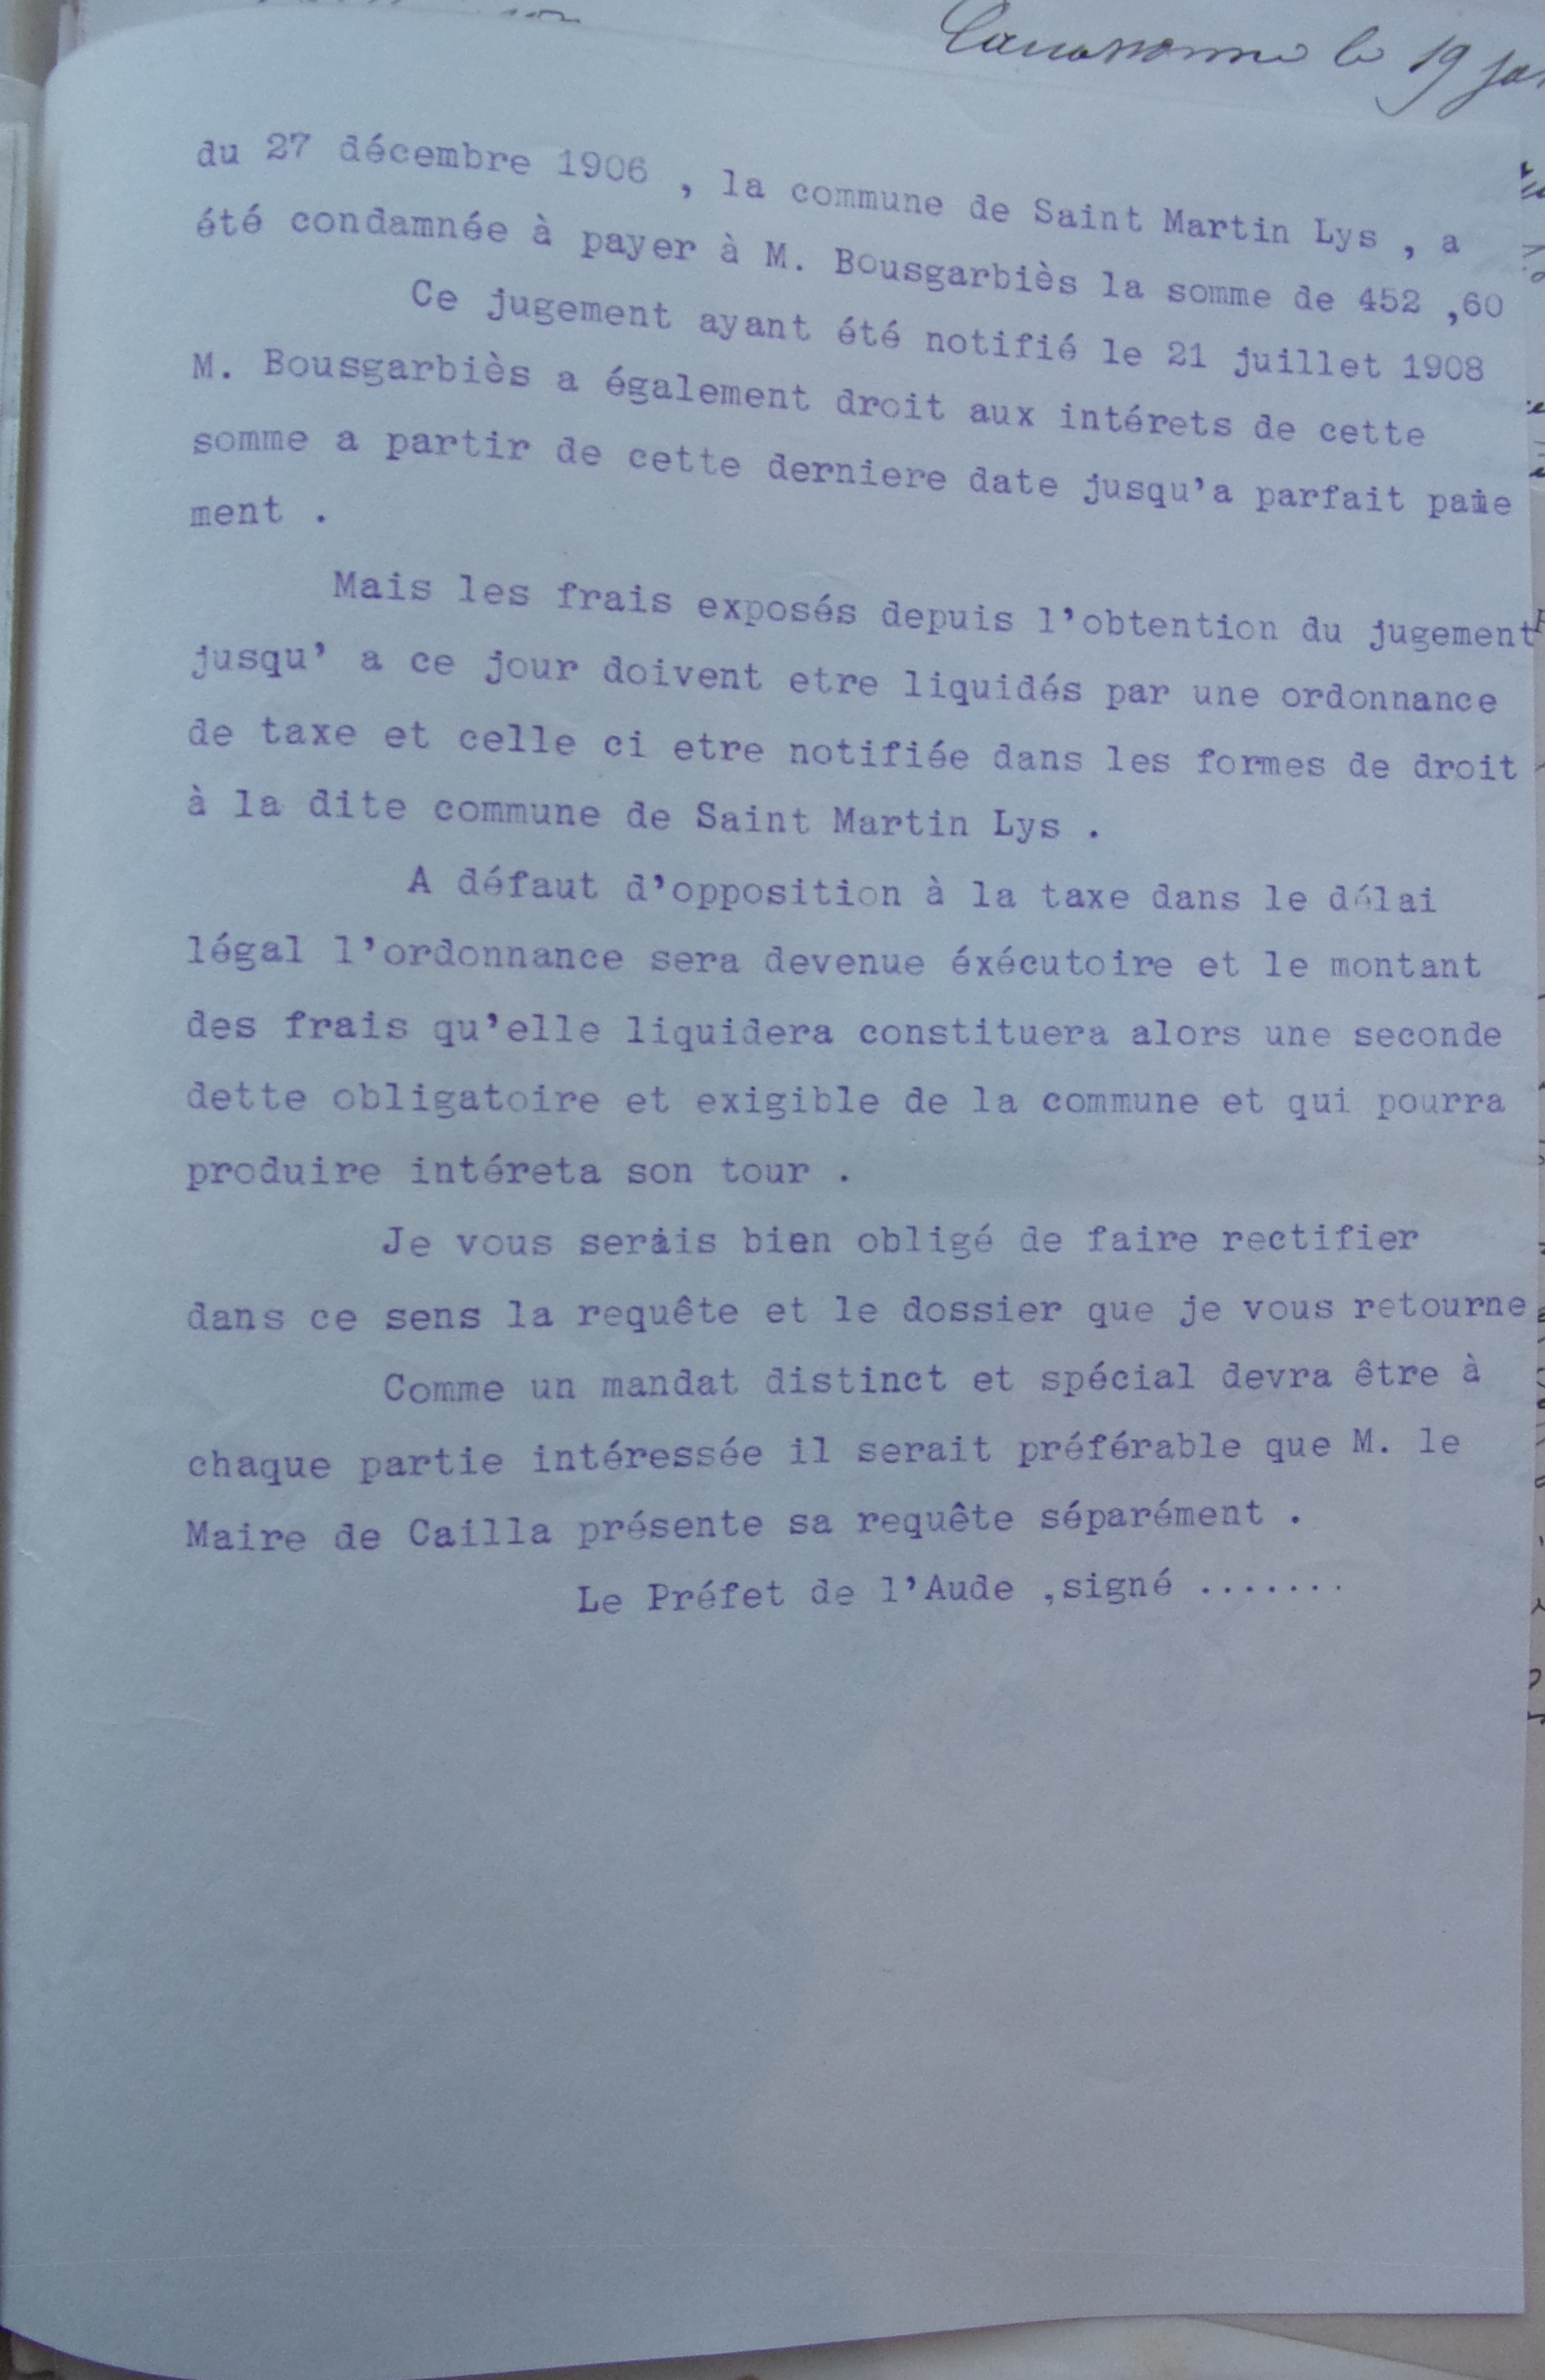 Carcassonne le 19
du 27 décembre 1906 , la commune de Saint Martin Lys , a
été condamnée à payer à M. Bousgarbiès la somme de 452 ,60
Ce jugement ayant été notifié le 21 juillet 1908
M. Bousgarbiès a également droit aux intérets de cette
somme a partir de cette derniere date jusqu'a parfait paie
ment .
Mais les frais exposés depuis l'obtention du jugement
jusqu' a ce jour doivent etre liquidés par une ordonnance
de taxe et celle ci etre notifiée dans les formes de droit
à la dite commune de Saint Martin Lys .
A défaut d'opposition à la taxe dans le délai
légal l'ordonnance sera devenue éxécutoire et le montant
des frais qu'elle liquidera constituera alors une seconde
dette obligatoire et exigible de la commune et qui pourra
produire intéreta son tour .
Je vous serais bien obligé de faire rectifier
dans ce sens la requête et le dossier que je vous retourne
Comme un mandat distinct et spécial devra être à
chaque partie intéressée il serait préférable que M. le
Maire de Cailla présente sa requête séparément .
Le Préfet de l'Aude ,signé .......